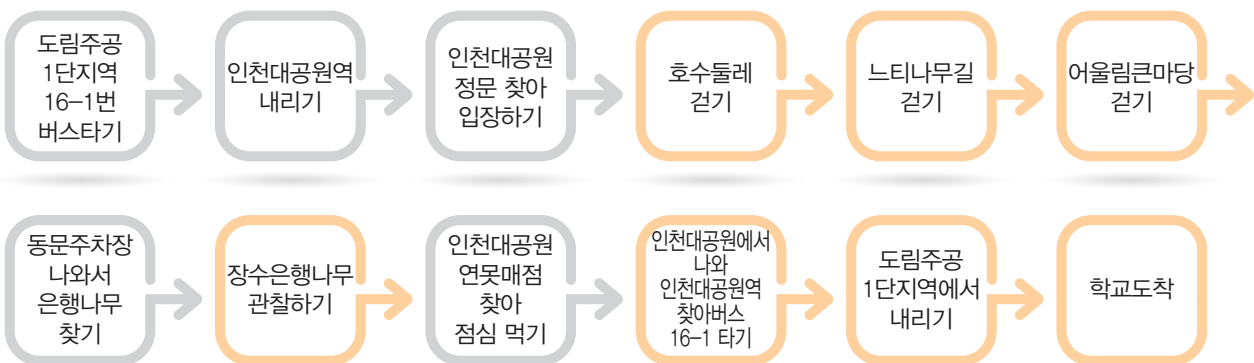 도림주공
1단지역
16-1번
버스타기
인천대공원역
내리기
인천대공원
정문 찾아
입장하기
호수둘레
걷기
느티나무길
걷기
어울림큰마당
걷기
동문주차장
나와서
은행나무
찾기
장수은행나무
관찰하기
인천대공원
연못매점
찾아
점심 먹기
인천대공원에서
나와
인천대공원역
찾아버스
16-1 타기
도림주공
1단지역에서
내리기
학교도착